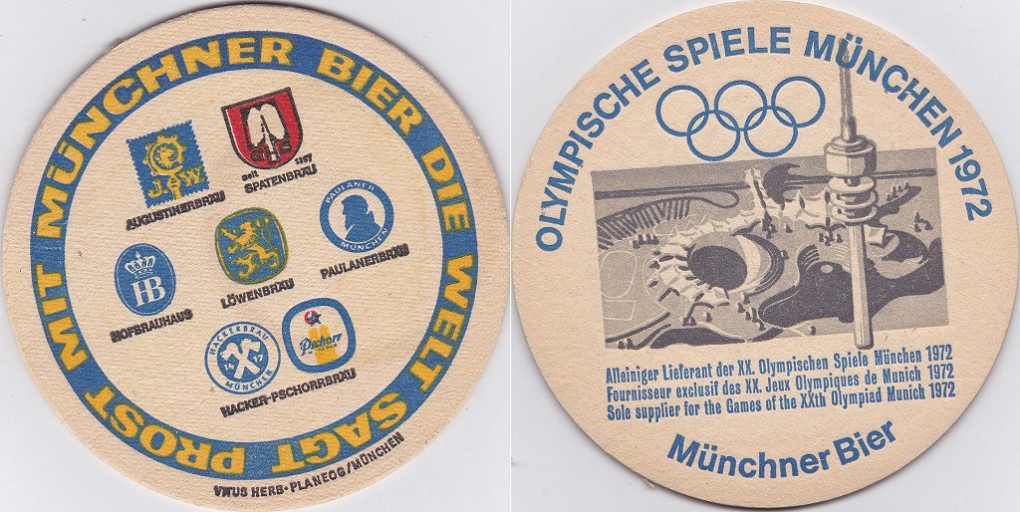 MIT MÜNCHNER BIER DIE WELT SAGT PROST
J. & W.
AUGUSTINERBRÄU
G S
seit 1397
SPATENBRÄU
PAULANER
MÜNCHEN
PAULANERBRÄU
HB
HOFBRÄUHAUS
LÖWENBRÄU
HACKERBRÄU
MÜNCHEN
Pschorr
HACKER-PSCHORRBRÄU
VITUS HERB·PLANEGG/MÜNCHEN
OLYMPISCHE SPIELE MÜNCHEN 1972
Alleiniger Lieferant der XX. Olympischen Spiele München 1972
Fournisseur exclusif des XX. Jeux Olympiques de Munich 1972
Sole supplier for the Games of the XXth Olympiad Munich 1972
Münchner Bier